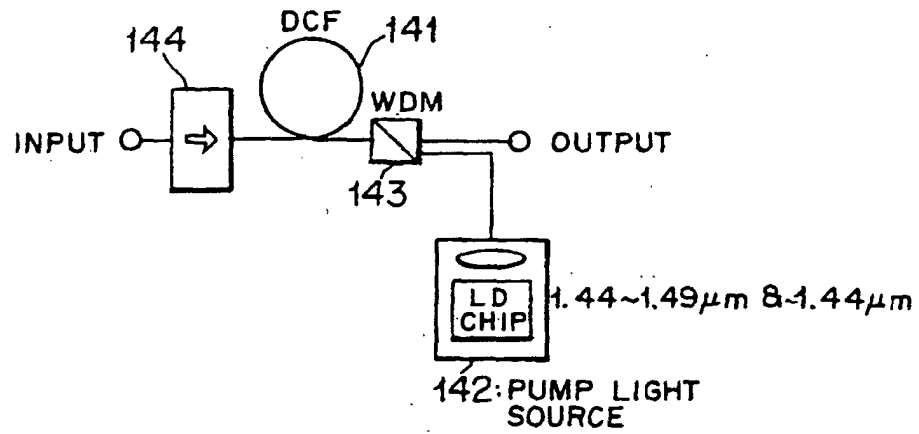 DCF
141
144
WDM
INPUT
OUTPUT
143
LD
CHIP
1.44~1.49μm &~1.44μm
142: PUMP LIGHT
SOURCE